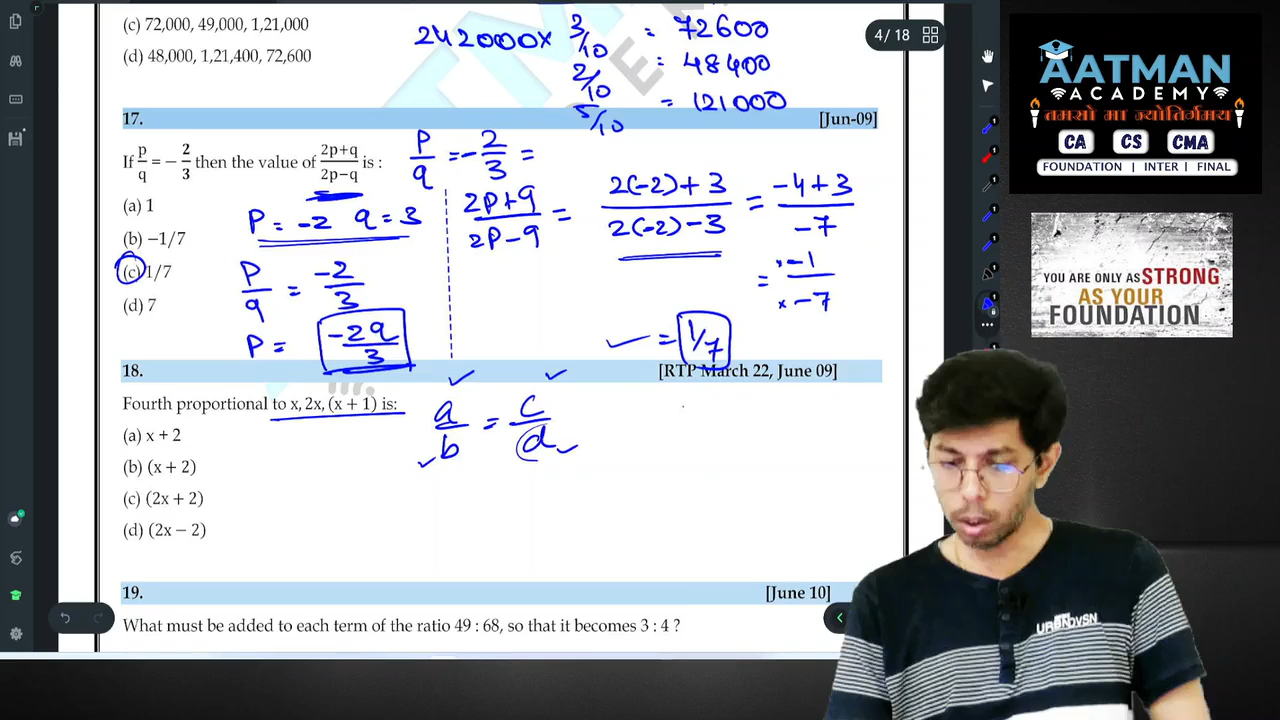 (c) 72,000, 49,000, 1,21,000
(d) 48,000, 1,21,400, 72,600
242000 x 3/10 = 72600
2/10 = 48400
5/10 = 121000
4/18
17. [Jun-09]
If p/q = −2/3 then the value of 2p+q/2p−q is :
(a) 1
(b) −1/7
(c) 1/7
(d) 7
P/q = -2/3 =
P = -2 q = 3
P/q = -2/3
P = -2q/3
2P+q/2P-q = 2(-2)+3/2(-2)-3 = -4+3/-7
= -1/-7
= 1/7
18. [RTP March 22, June 09]
Fourth proportional to x, 2x, (x + 1) is:
(a) x + 2
(b) (x + 2)
(c) (2x + 2)
(d) (2x − 2)
a/b = c/d
19. [June 10]
What must be added to each term of the ratio 49 : 68, so that it becomes 3 : 4 ?
AATMAN
ACADEMY
तमसो मा ज्योतिर्गमय
CA CS CMA
FOUNDATION | INTER | FINAL
YOU ARE ONLY AS STRONG
AS YOUR
FOUNDATION